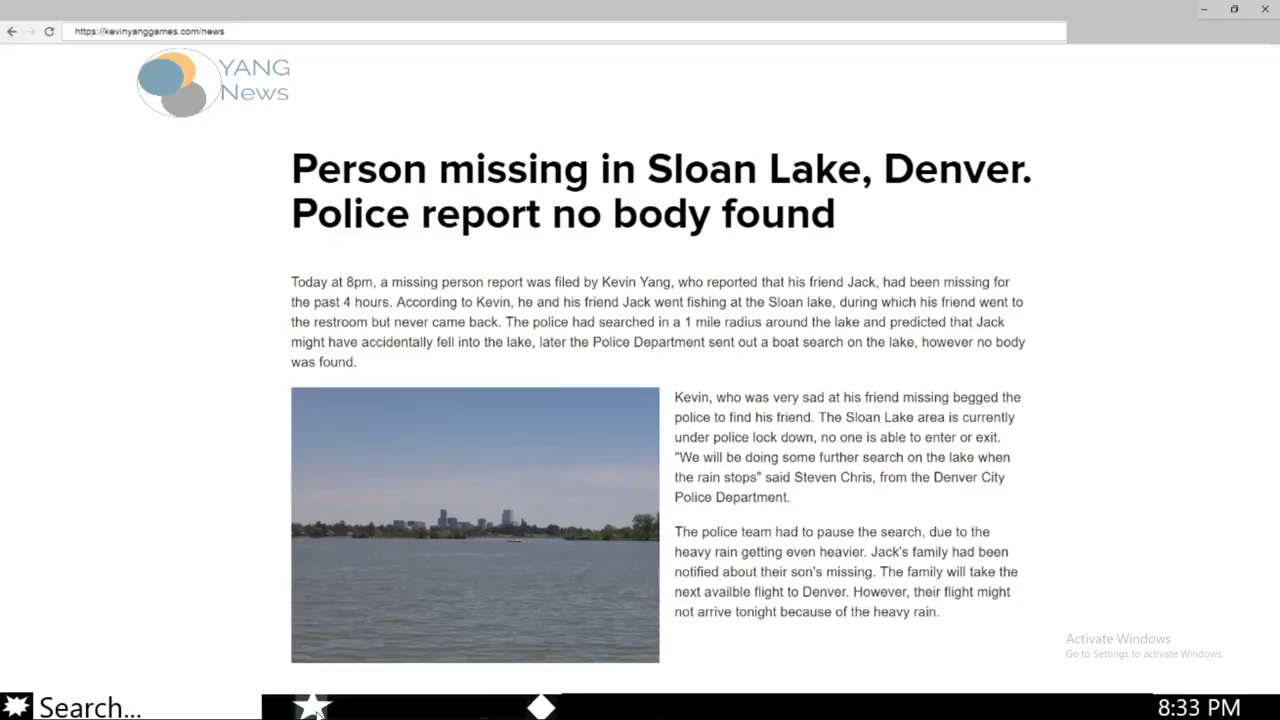 https://kevinyanggames.com/news
YANG
News
Person missing in Sloan Lake, Denver.
Police report no body found
Today at 8pm, a missing person report was filed by Kevin Yang, who reported that his friend Jack, had been missing for
the past 4 hours. According to Kevin, he and his friend Jack went fishing at the Sloan lake, during which his friend went to
the restroom but never came back. The police had searched in a 1 mile radius around the lake and predicted that Jack
might have accidentally fell into the lake, later the Police Department sent out a boat search on the lake, however no body
was found.
Kevin, who was very sad at his friend missing begged the
police to find his friend. The Sloan Lake area is currently
under police lock down, no one is able to enter or exit.
"We will be doing some further search on the lake when
the rain stops" said Steven Chris, from the Denver City
Police Department.
The police team had to pause the search, due to the
heavy rain getting even heavier. Jack's family had been
notified about their son's missing. The family will take the
next availble flight to Denver. However, their flight might
not arrive tonight because of the heavy rain.
Activate Windows
Go to Settings to activate Windows.
Search...
8:33 PM